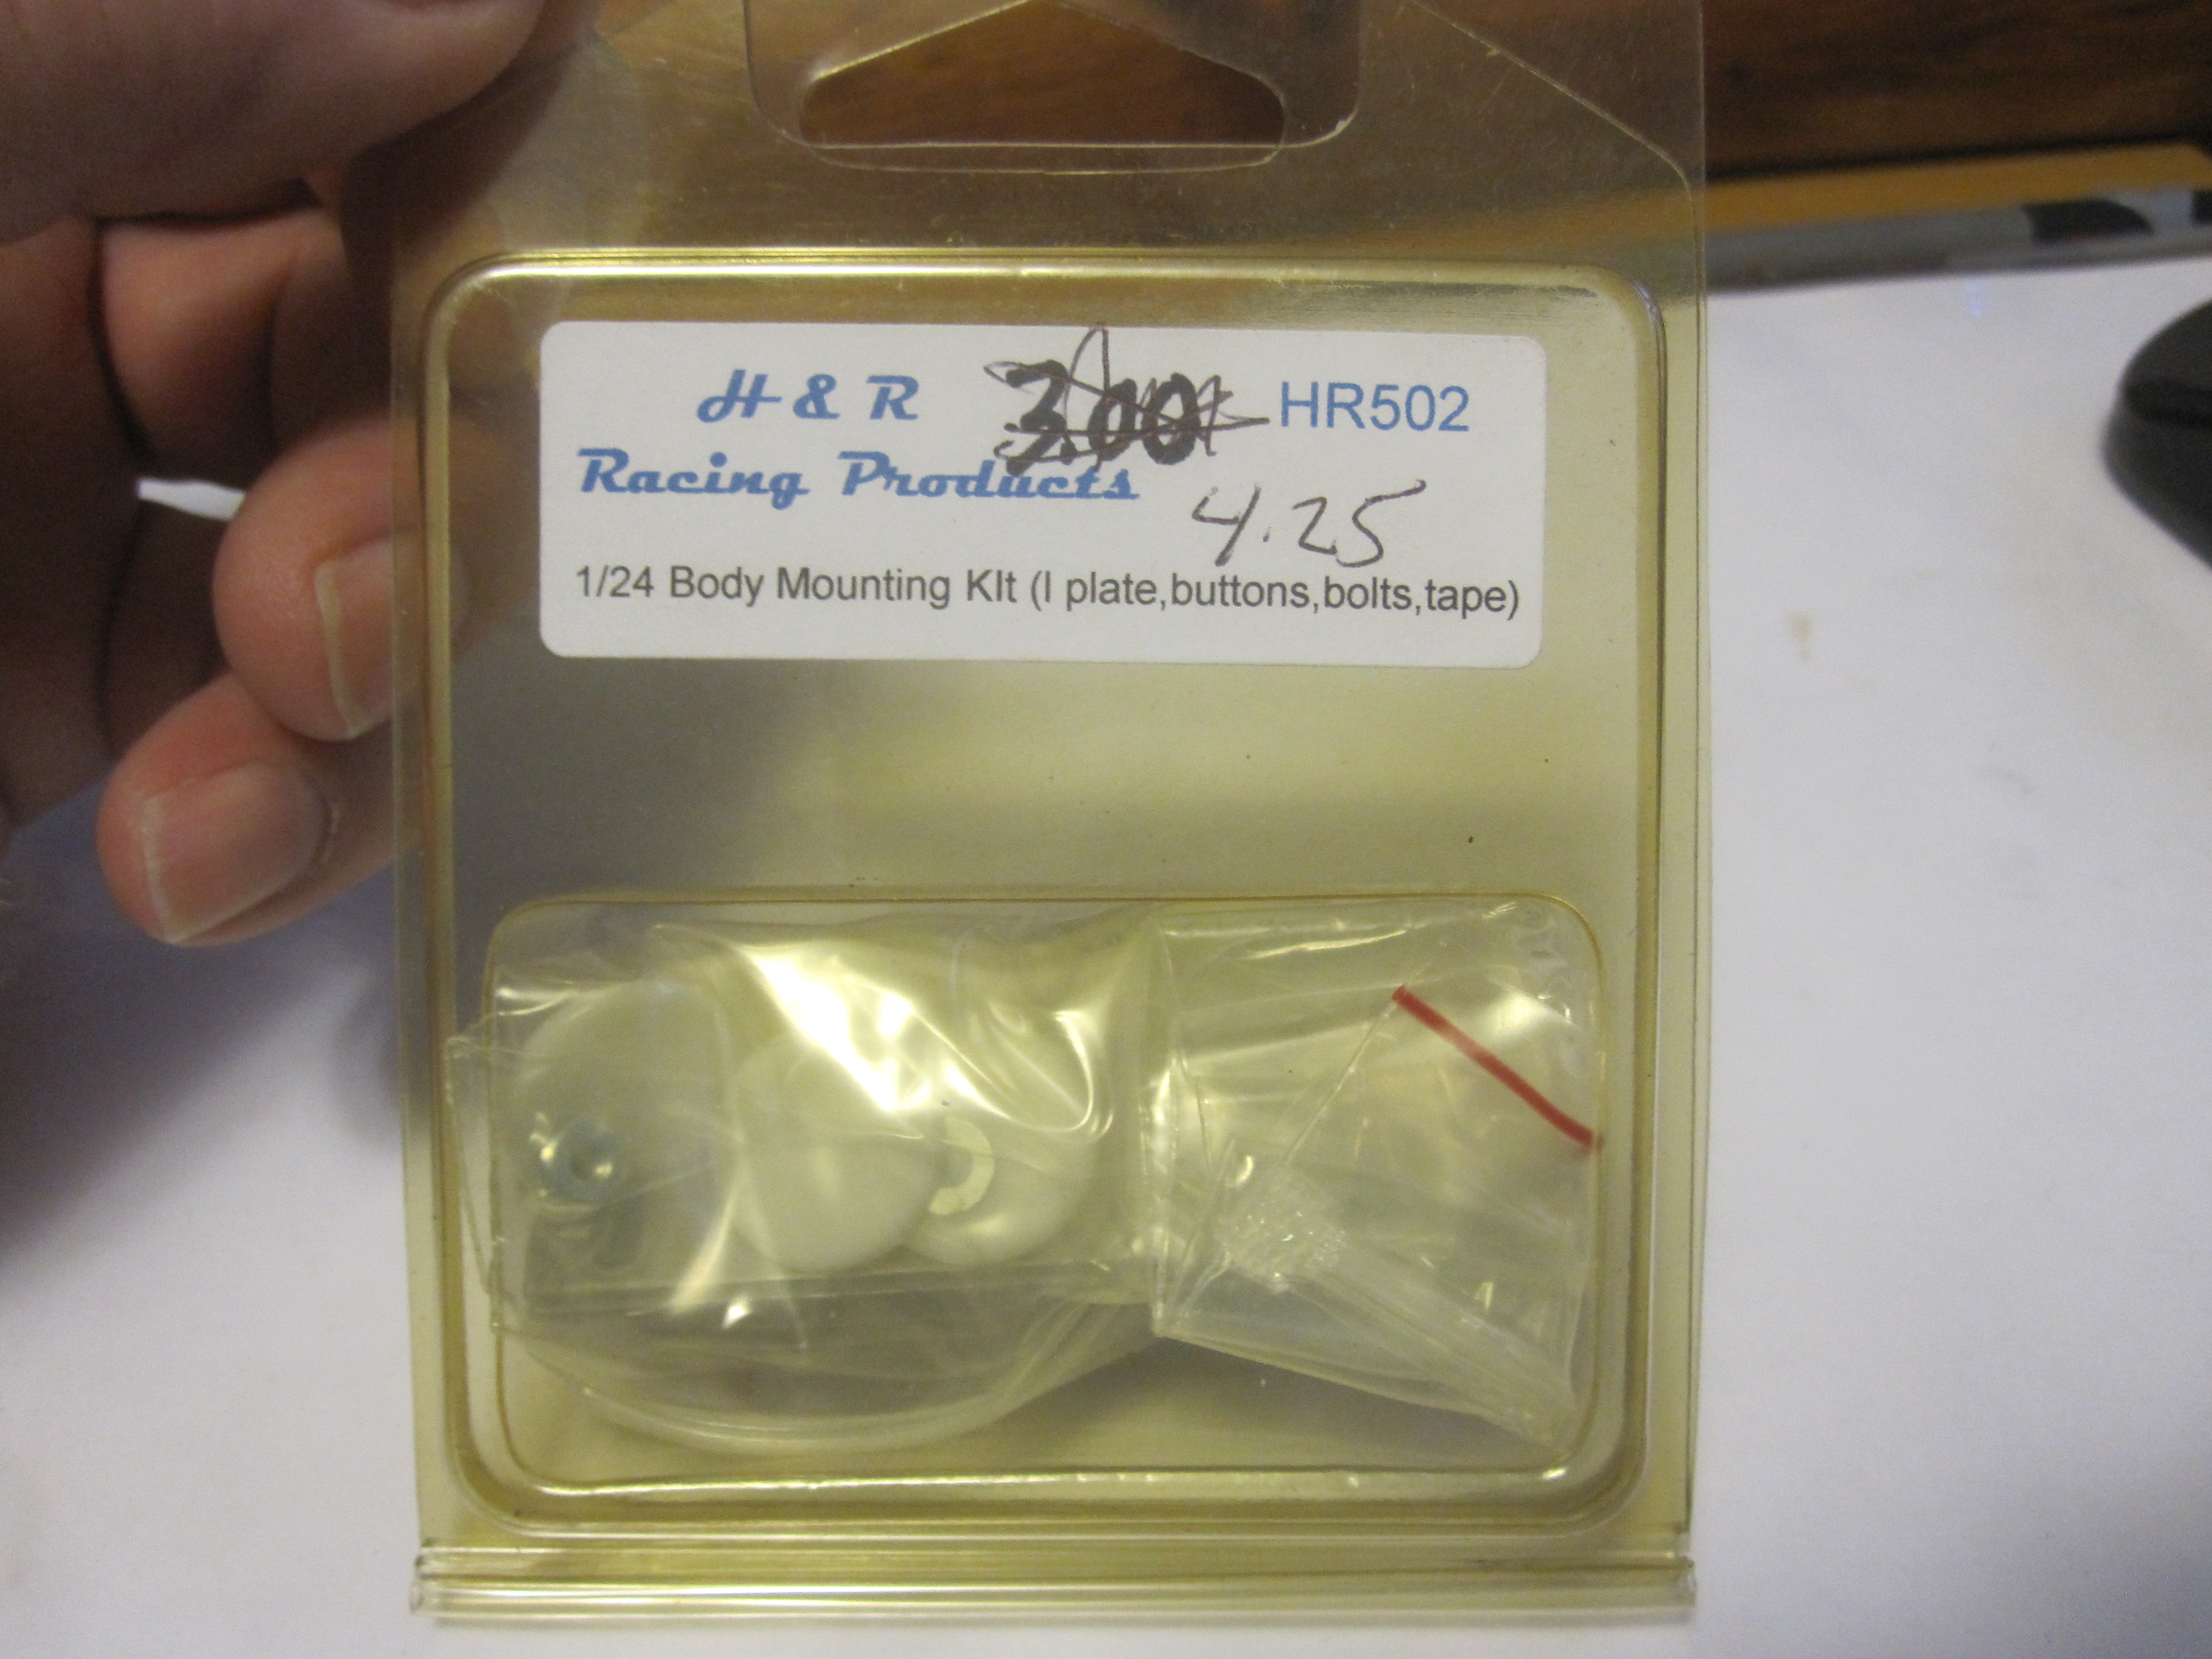 H & R 3.00 HR502
Racing Products
4.25
1/24 Body Mounting KIt (I plate,buttons,bolts,tape)